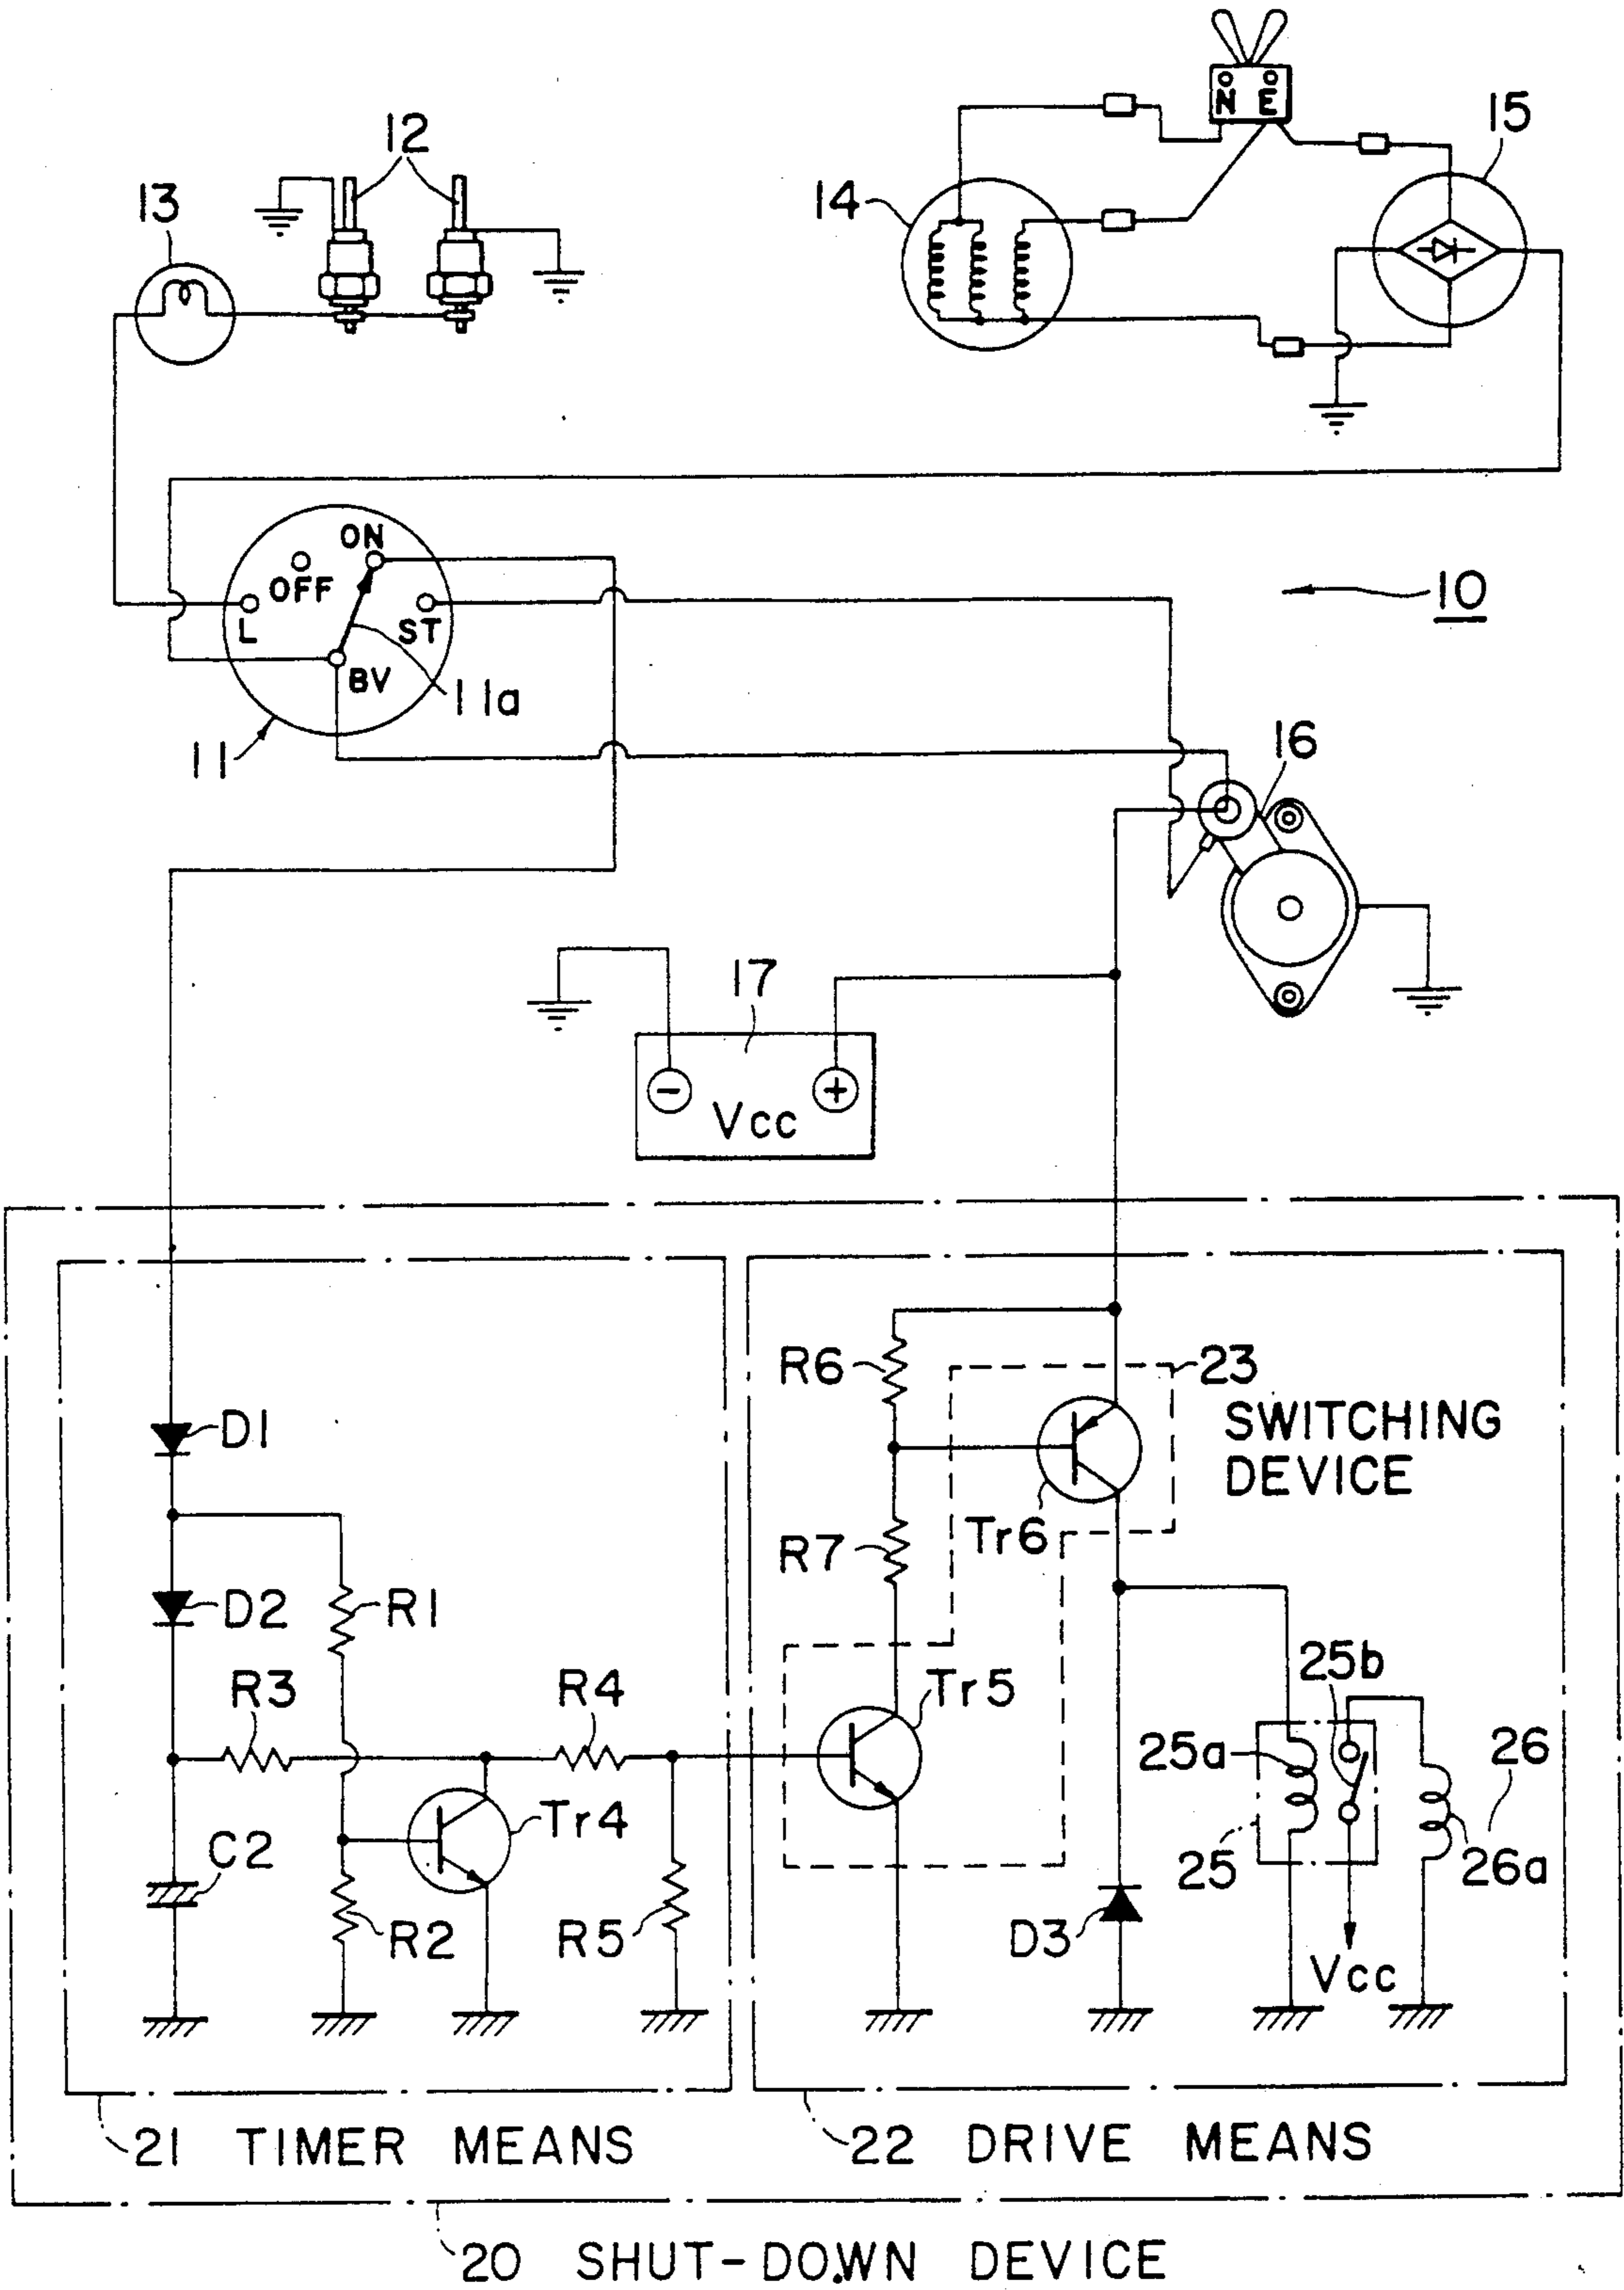 N E
15
12
13
14
ON
OFF
L
ST
BV
11a
11
10
16
17
− +
Vcc
R6
23
SWITCHING
DEVICE
D1
Tr6
R7
D2
R1
R3
R4
Tr5
25b
25a
26
Tr4
C2
25
26a
R2
R5
D3
Vcc
21 TIMER MEANS
22 DRIVE MEANS
20 SHUT-DOWN DEVICE